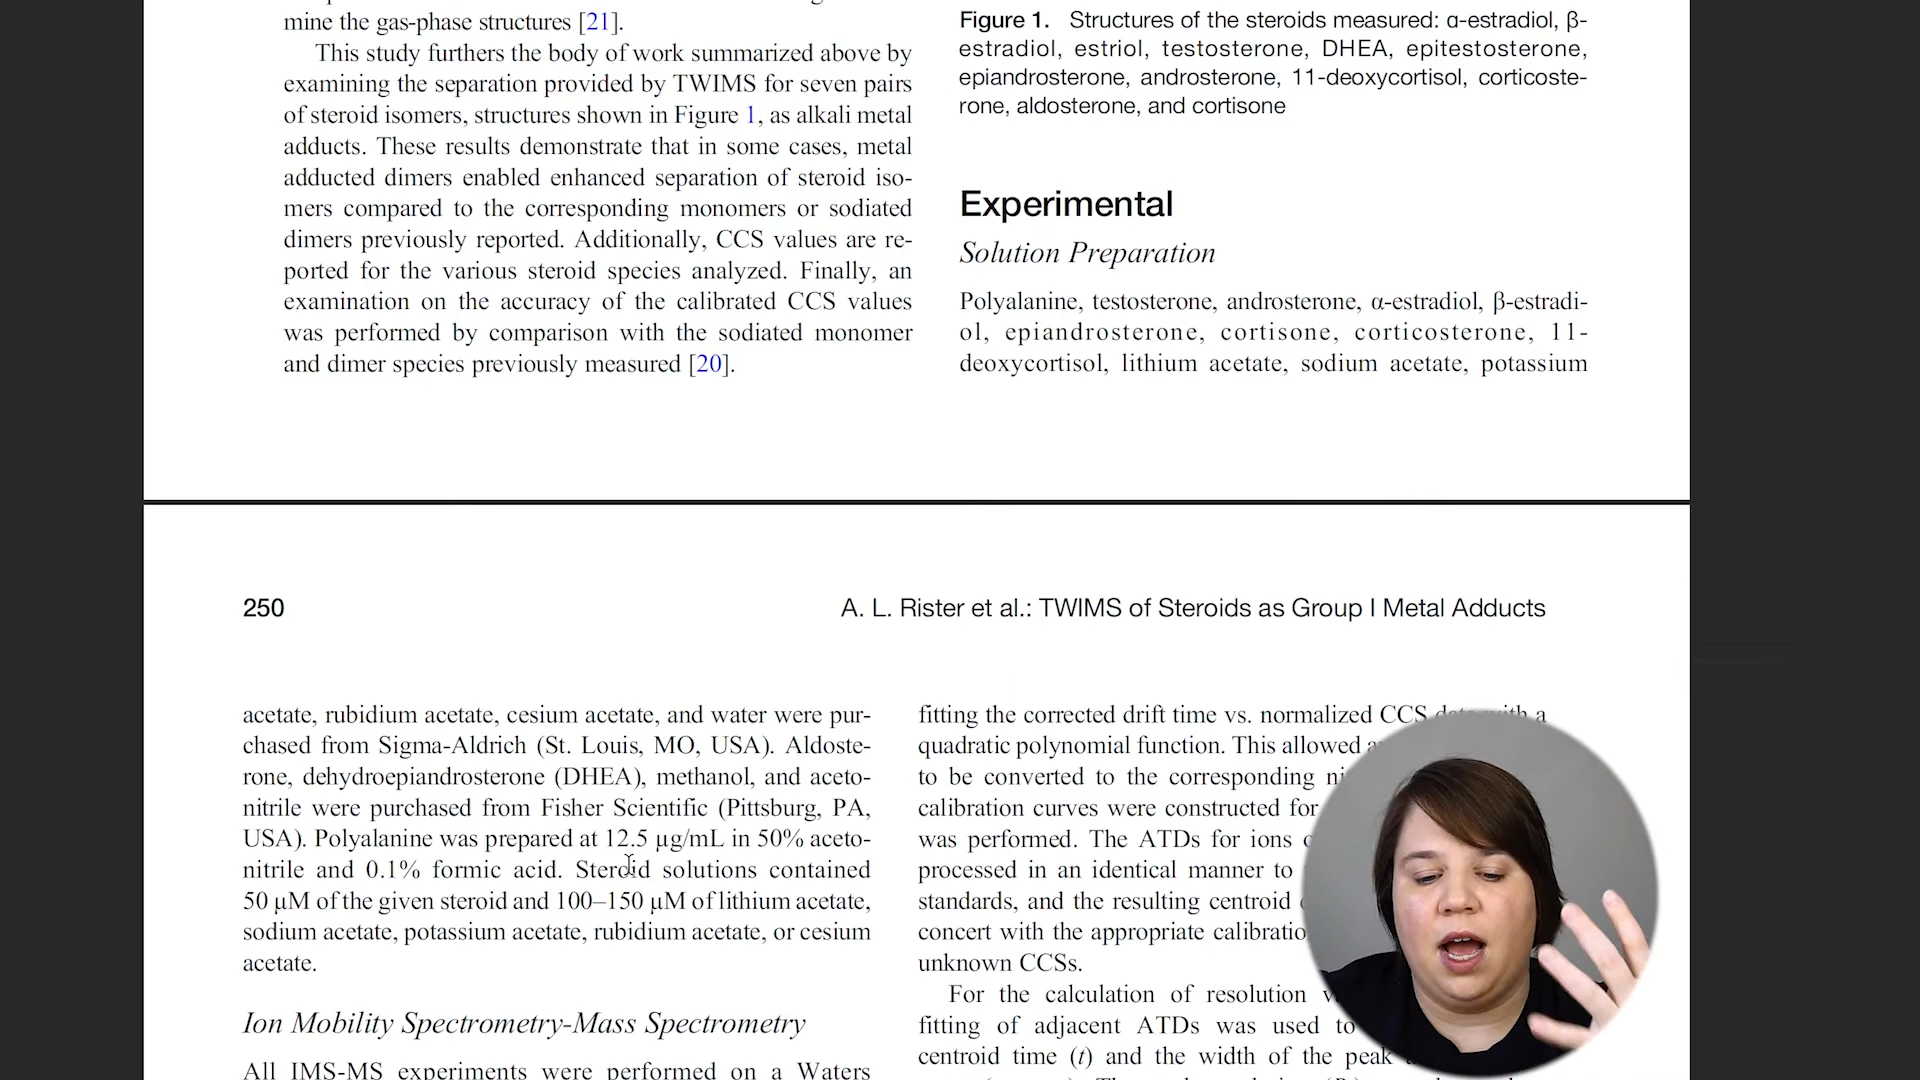 mine the gas-phase structures [21].
This study furthers the body of work summarized above by
examining the separation provided by TWIMS for seven pairs
of steroid isomers, structures shown in Figure 1, as alkali metal
adducts. These results demonstrate that in some cases, metal
adducted dimers enabled enhanced separation of steroid iso-
mers compared to the corresponding monomers or sodiated
dimers previously reported. Additionally, CCS values are re-
ported for the various steroid species analyzed. Finally, an
examination on the accuracy of the calibrated CCS values
was performed by comparison with the sodiated monomer
and dimer species previously measured [20].
Figure 1. Structures of the steroids measured: α-estradiol, β-
estradiol, estriol, testosterone, DHEA, epitestosterone,
epiandrosterone, androsterone, 11-deoxycortisol, corticoste-
rone, aldosterone, and cortisone
Experimental
Solution Preparation
Polyalanine, testosterone, androsterone, α-estradiol, β-estradi-
ol, epiandrosterone, cortisone, corticosterone, 11-
deoxycortisol, lithium acetate, sodium acetate, potassium
250
A. L. Rister et al.: TWIMS of Steroids as Group I Metal Adducts
acetate, rubidium acetate, cesium acetate, and water were pur-
chased from Sigma-Aldrich (St. Louis, MO, USA). Aldoste-
rone, dehydroepiandrosterone (DHEA), methanol, and aceto-
nitrile were purchased from Fisher Scientific (Pittsburg, PA,
USA). Polyalanine was prepared at 12.5 μg/mL in 50% aceto-
nitrile and 0.1% formic acid. Steroid solutions contained
50 μM of the given steroid and 100–150 μM of lithium acetate,
sodium acetate, potassium acetate, rubidium acetate, or cesium
acetate.
Ion Mobility Spectrometry-Mass Spectrometry
All IMS-MS experiments were performed on a Waters
fitting the corrected drift time vs. normalized CCS data with a
quadratic polynomial function. This allowed
to be converted to the corresponding
calibration curves were constructed for
was performed. The ATDs for ions
processed in an identical manner to
standards, and the resulting centroid
concert with the appropriate
unknown CCSs.
For the calculation of resolution
fitting of adjacent ATDs was used to
centroid time (t) and the width of the peak